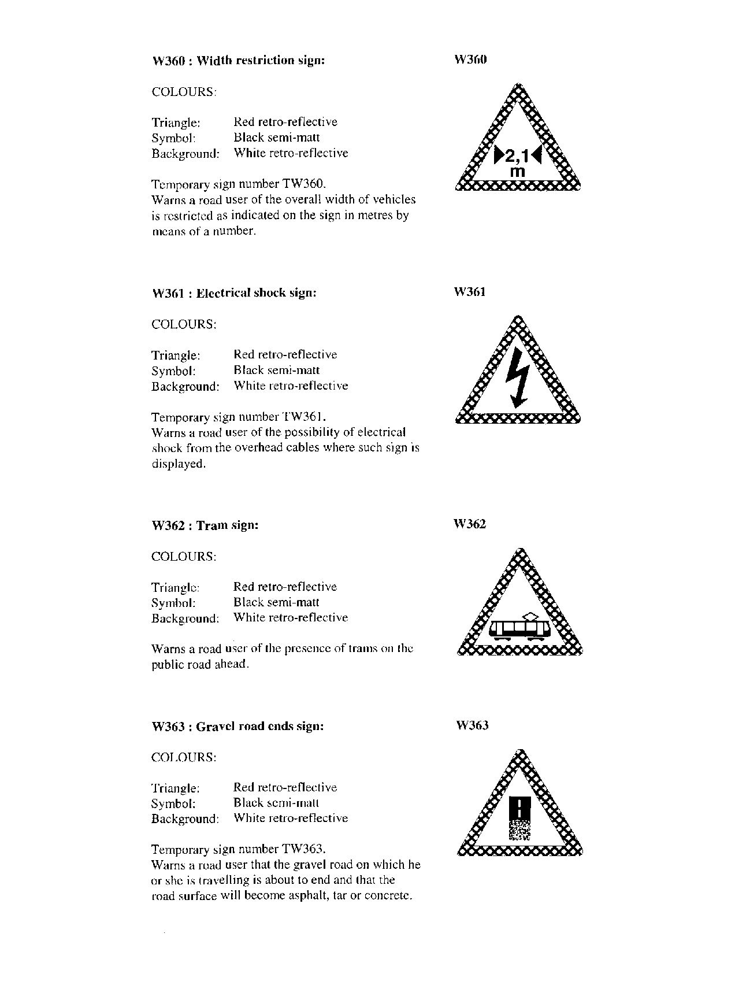 W360 : Width restriction sign:
W360
COLOURS:
Triangle: Red retro-reflective
Symbol: Black semi-matt
Background: White retro-reflective
2,1
m
Temporary sign number TW360.
Warns a road user of the overall width of vehicles
is restricted as indicated on the sign in metres by
means of a number.
W361 : Electrical shock sign:
W361
COLOURS:
Triangle: Red retro-reflective
Symbol: Black semi-matt
Background: White retro-reflective
Temporary sign number TW361.
Warns a road user of the possibility of electrical
shock from the overhead cables where such sign is
displayed.
W362 : Tram sign:
W362
COLOURS:
Triangle: Red retro-reflective
Symbol: Black semi-matt
Background: White retro-reflective
Warns a road user of the presence of trams on the
public road ahead.
W363 : Gravel road ends sign:
W363
COLOURS:
Triangle: Red retro-reflective
Symbol: Black semi-matt
Background: White retro-reflective
Temporary sign number TW363.
Warns a road user that the gravel road on which he
or she is travelling is about to end and that the
road surface will become asphalt, tar or concrete.